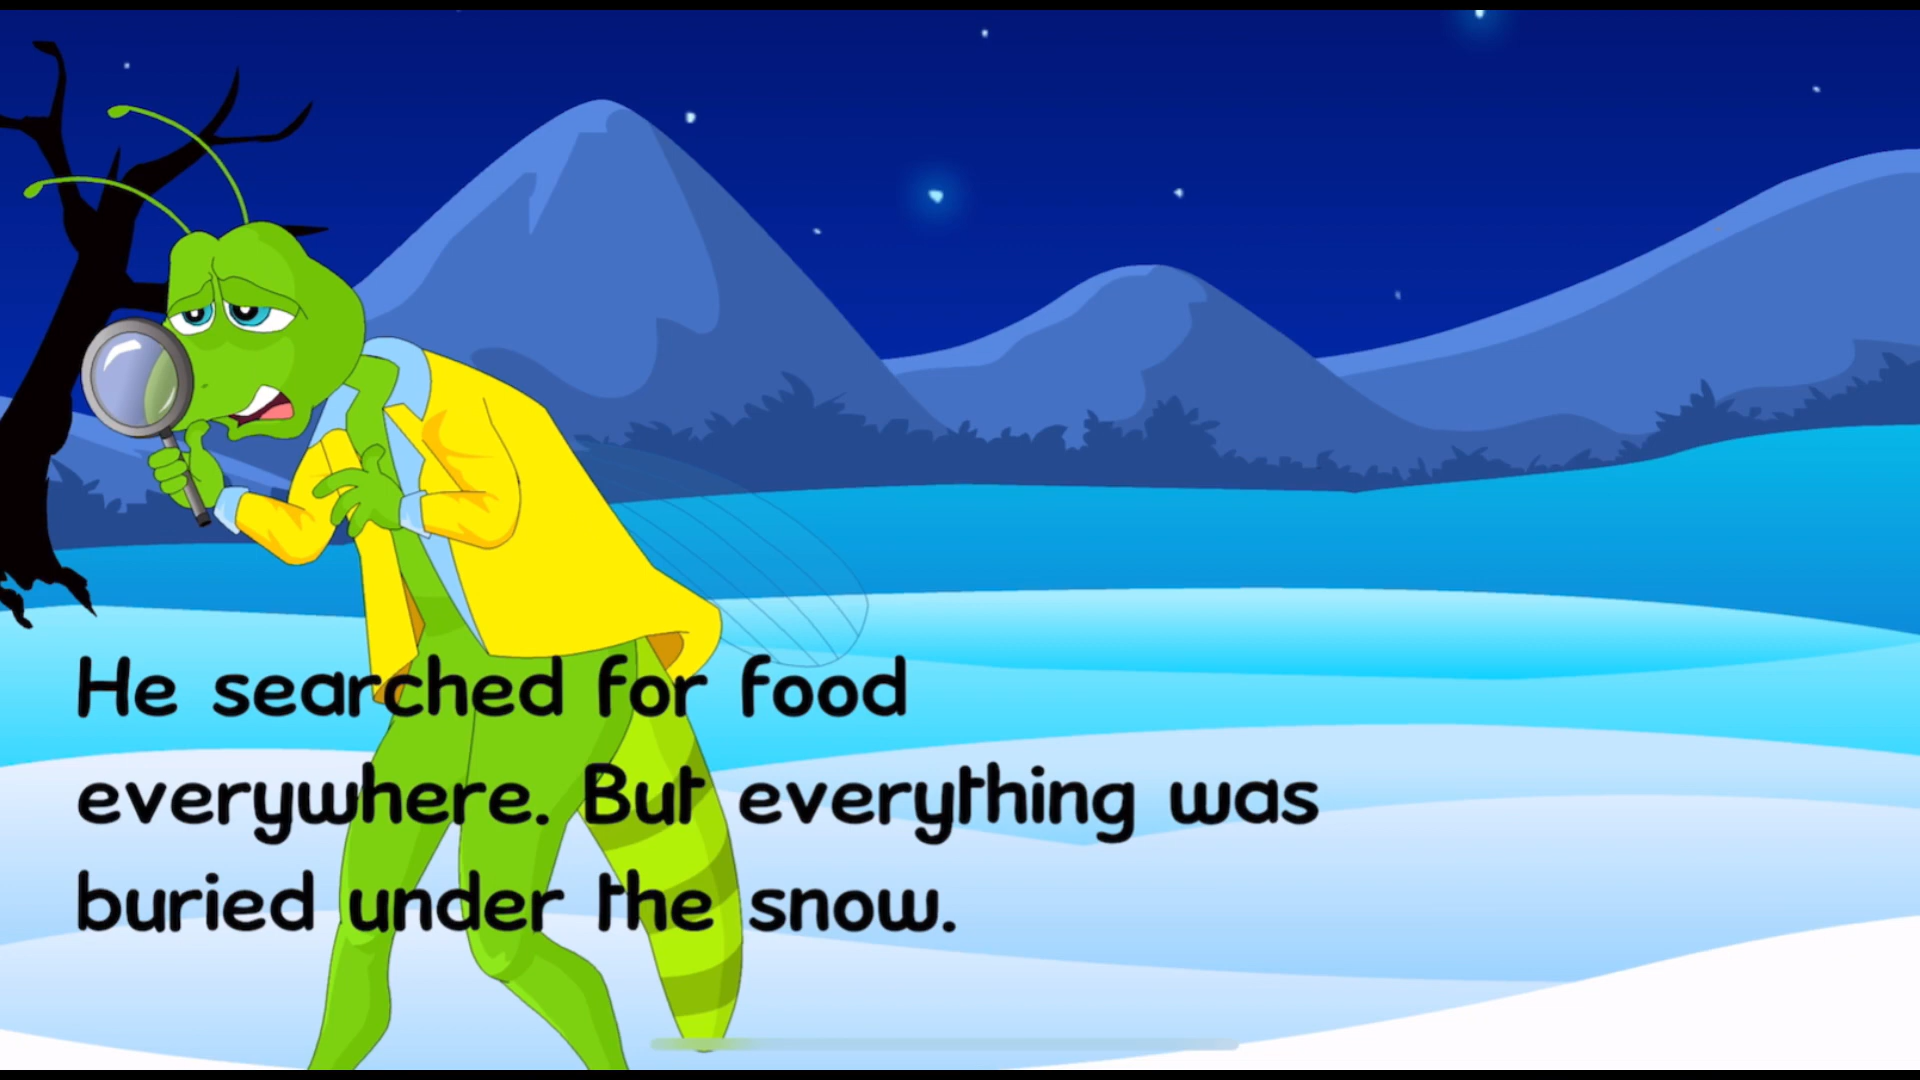 He searched for food
everywhere. But everything was
buried under the snow.